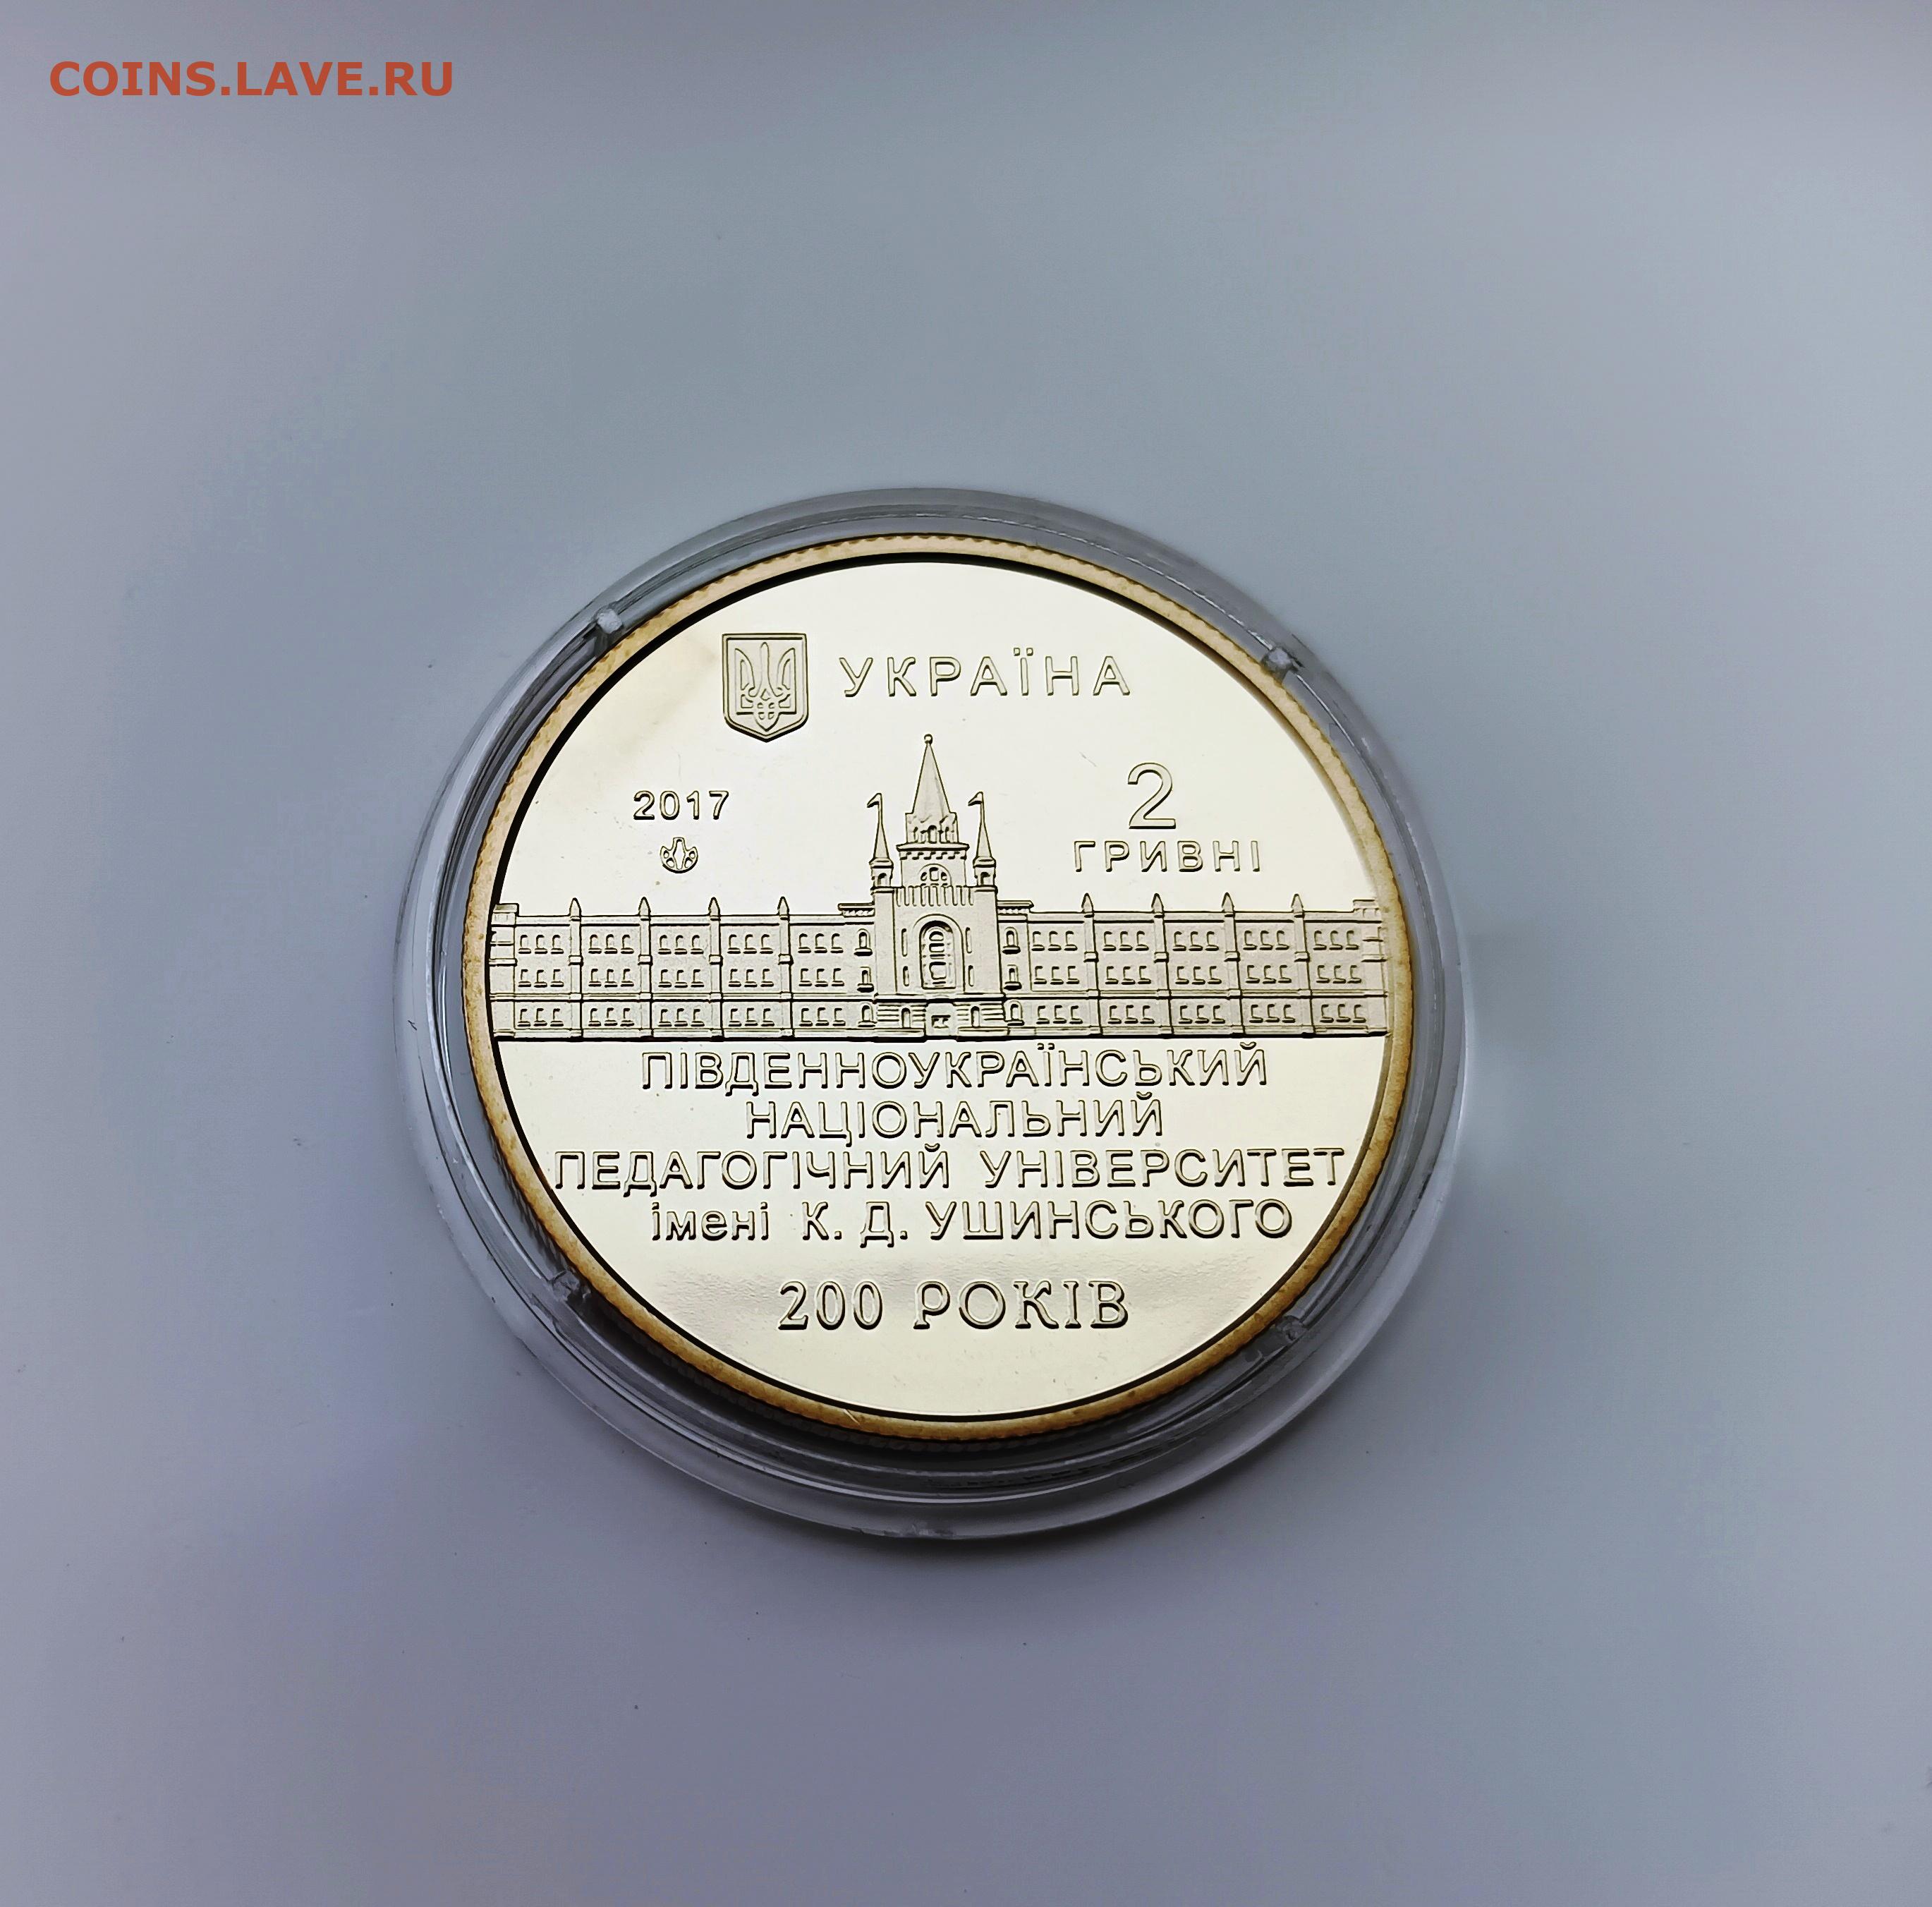 COINS.LAVE.RU
УКРАЇНА
2017
2
ГРИВНІ
ПІВДЕННОУКРАЇНСЬКИЙ
НАЦІОНАЛЬНИЙ
ПЕДАГОГІЧНИЙ УНІВЕРСИТЕТ
імені К. Д. УШИНСЬКОГО
200 РОКІВ